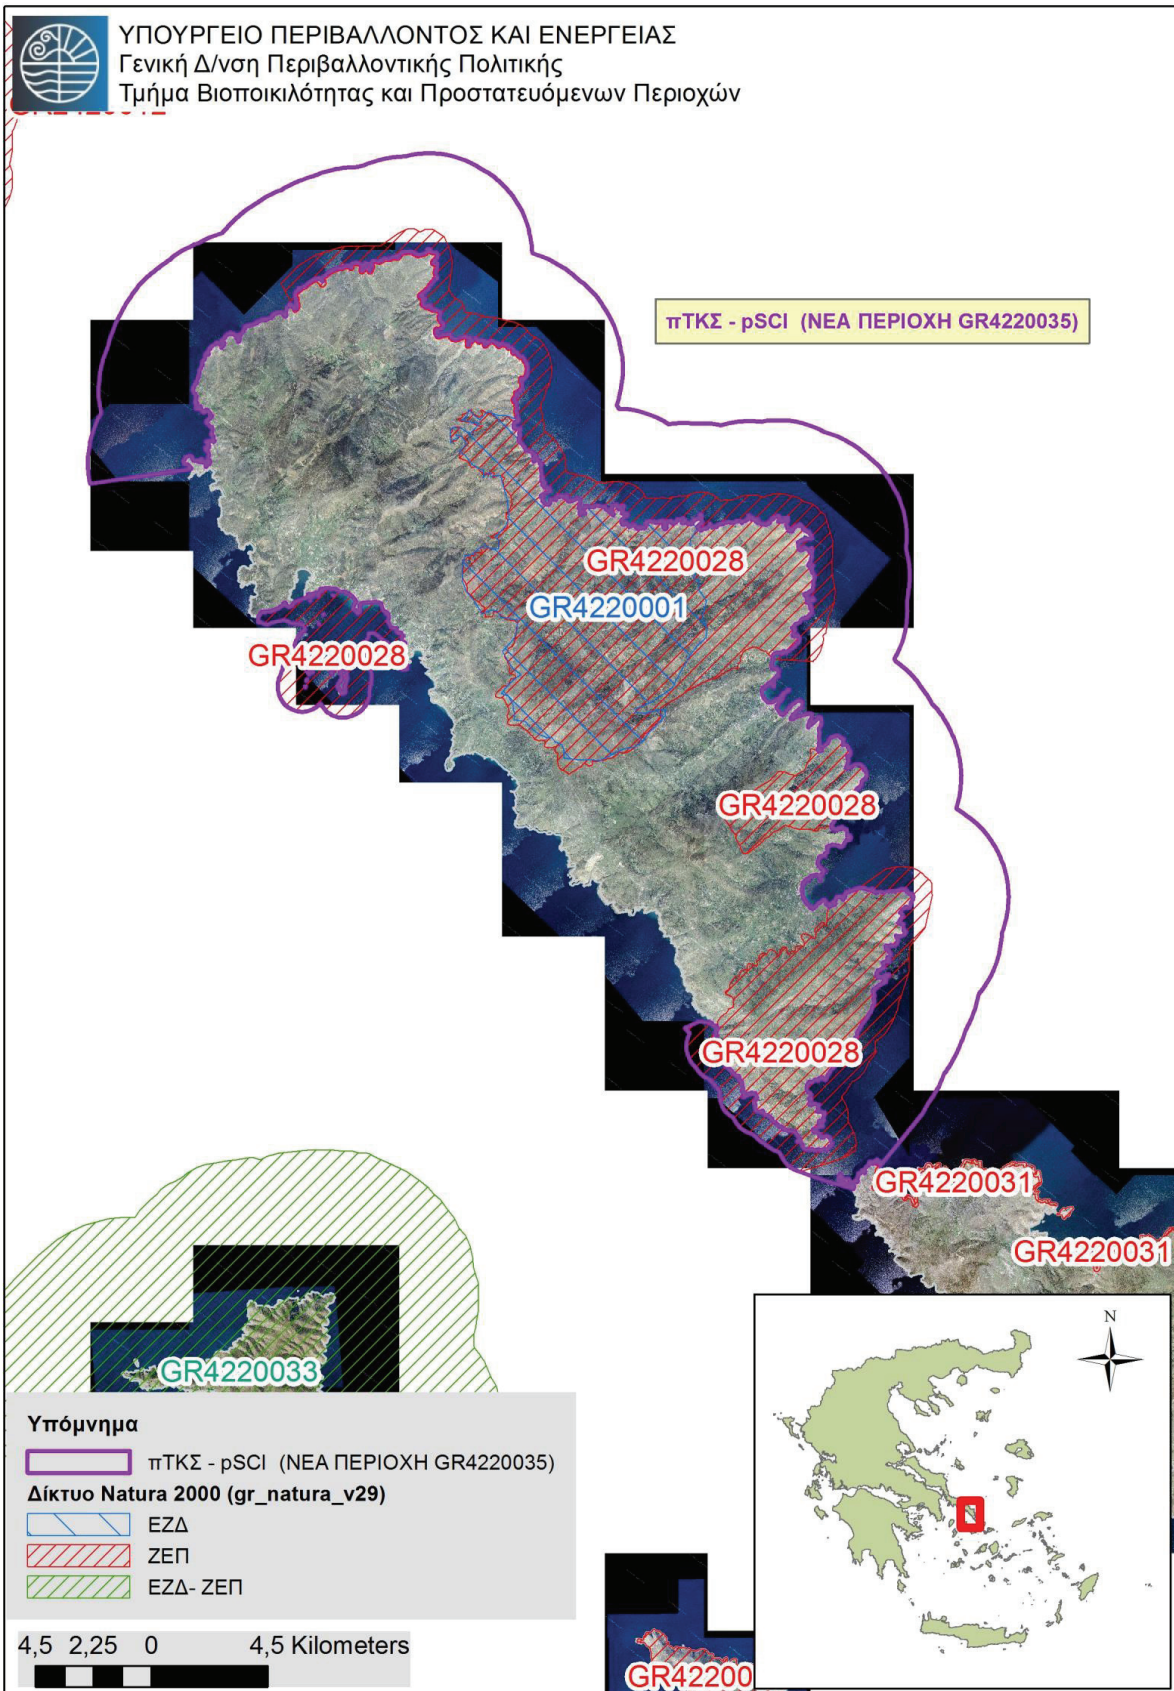 ΥΠΟΥΡΓΕΙΟ ΠΕΡΙΒΑΛΛΟΝΤΟΣ ΚΑΙ ΕΝΕΡΓΕΙΑΣ
Γενική Δ/νση Περιβαλλοντικής Πολιτικής
Τμήμα Βιοποικιλότητας και Προστατευόμενων Περιοχών
πΤΚΣ - pSCI (ΝΕΑ ΠΕΡΙΟΧΗ GR4220035)
GR4220028
GR4220001
GR4220028
GR4220028
GR4220028
GR4220031
GR4220031
GR4220033
N
Υπόμνημα
πΤΚΣ - pSCI (ΝΕΑ ΠΕΡΙΟΧΗ GR4220035)
Δίκτυο Natura 2000 (gr_natura_v29)
ΕΖΔ
ΖΕΠ
ΕΖΔ- ΖΕΠ
4,5 2,25 0 4,5 Kilometers
GR42200